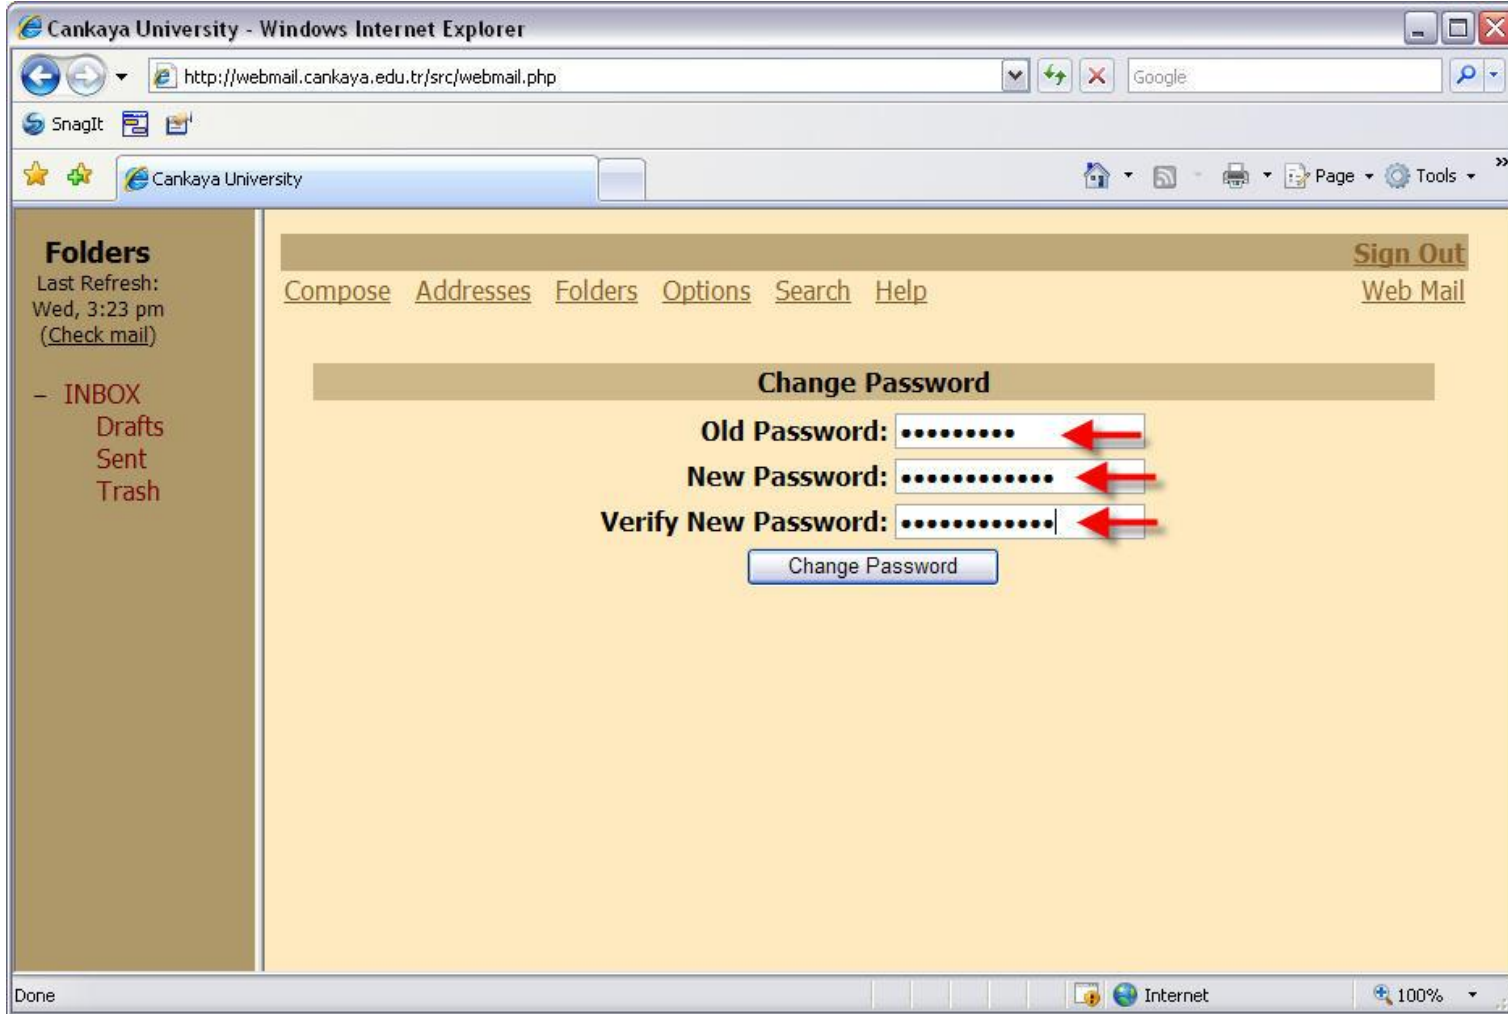 Cankaya University - Windows Internet Explorer
http://webmail.cankaya.edu.tr/src/webmail.php
Google
SnagIt
Cankaya University
Page
Tools
Folders
Last Refresh:
Wed, 3:23 pm
(Check mail)
– INBOX
Drafts
Sent
Trash
Sign Out
Compose Addresses Folders Options Search Help
Web Mail
Change Password
Old Password: •••••••••
New Password: ••••••••••••
Verify New Password: ••••••••••••
Change Password
Done
Internet
100%